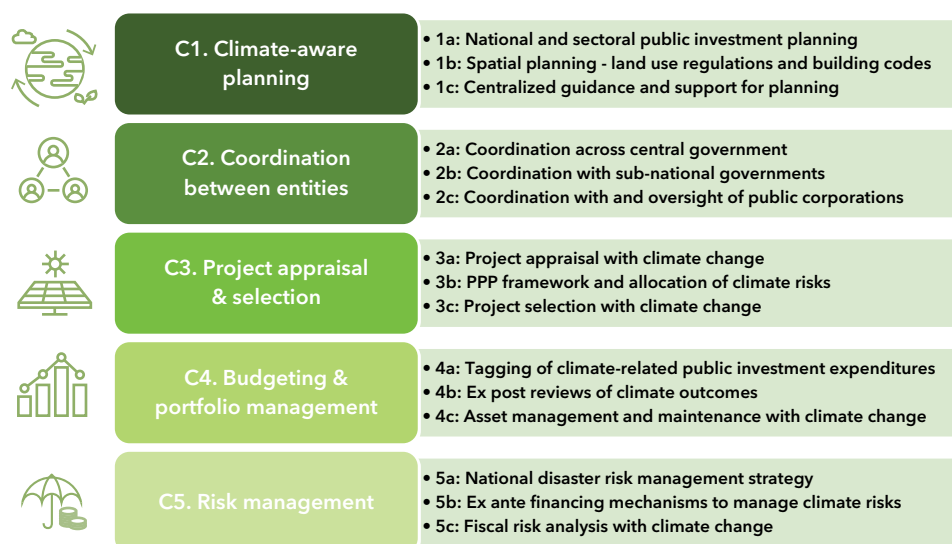 C1. Climate-aware
planning
• 1a: National and sectoral public investment planning
• 1b: Spatial planning - land use regulations and building codes
• 1c: Centralized guidance and support for planning
C2. Coordination
between entities
• 2a: Coordination across central government
• 2b: Coordination with sub-national governments
• 2c: Coordination with and oversight of public corporations
C3. Project appraisal
& selection
• 3a: Project appraisal with climate change
• 3b: PPP framework and allocation of climate risks
• 3c: Project selection with climate change
C4. Budgeting &
portfolio management
• 4a: Tagging of climate-related public investment expenditures
• 4b: Ex post reviews of climate outcomes
• 4c: Asset management and maintenance with climate change
C5. Risk management
• 5a: National disaster risk management strategy
• 5b: Ex ante financing mechanisms to manage climate risks
• 5c: Fiscal risk analysis with climate change